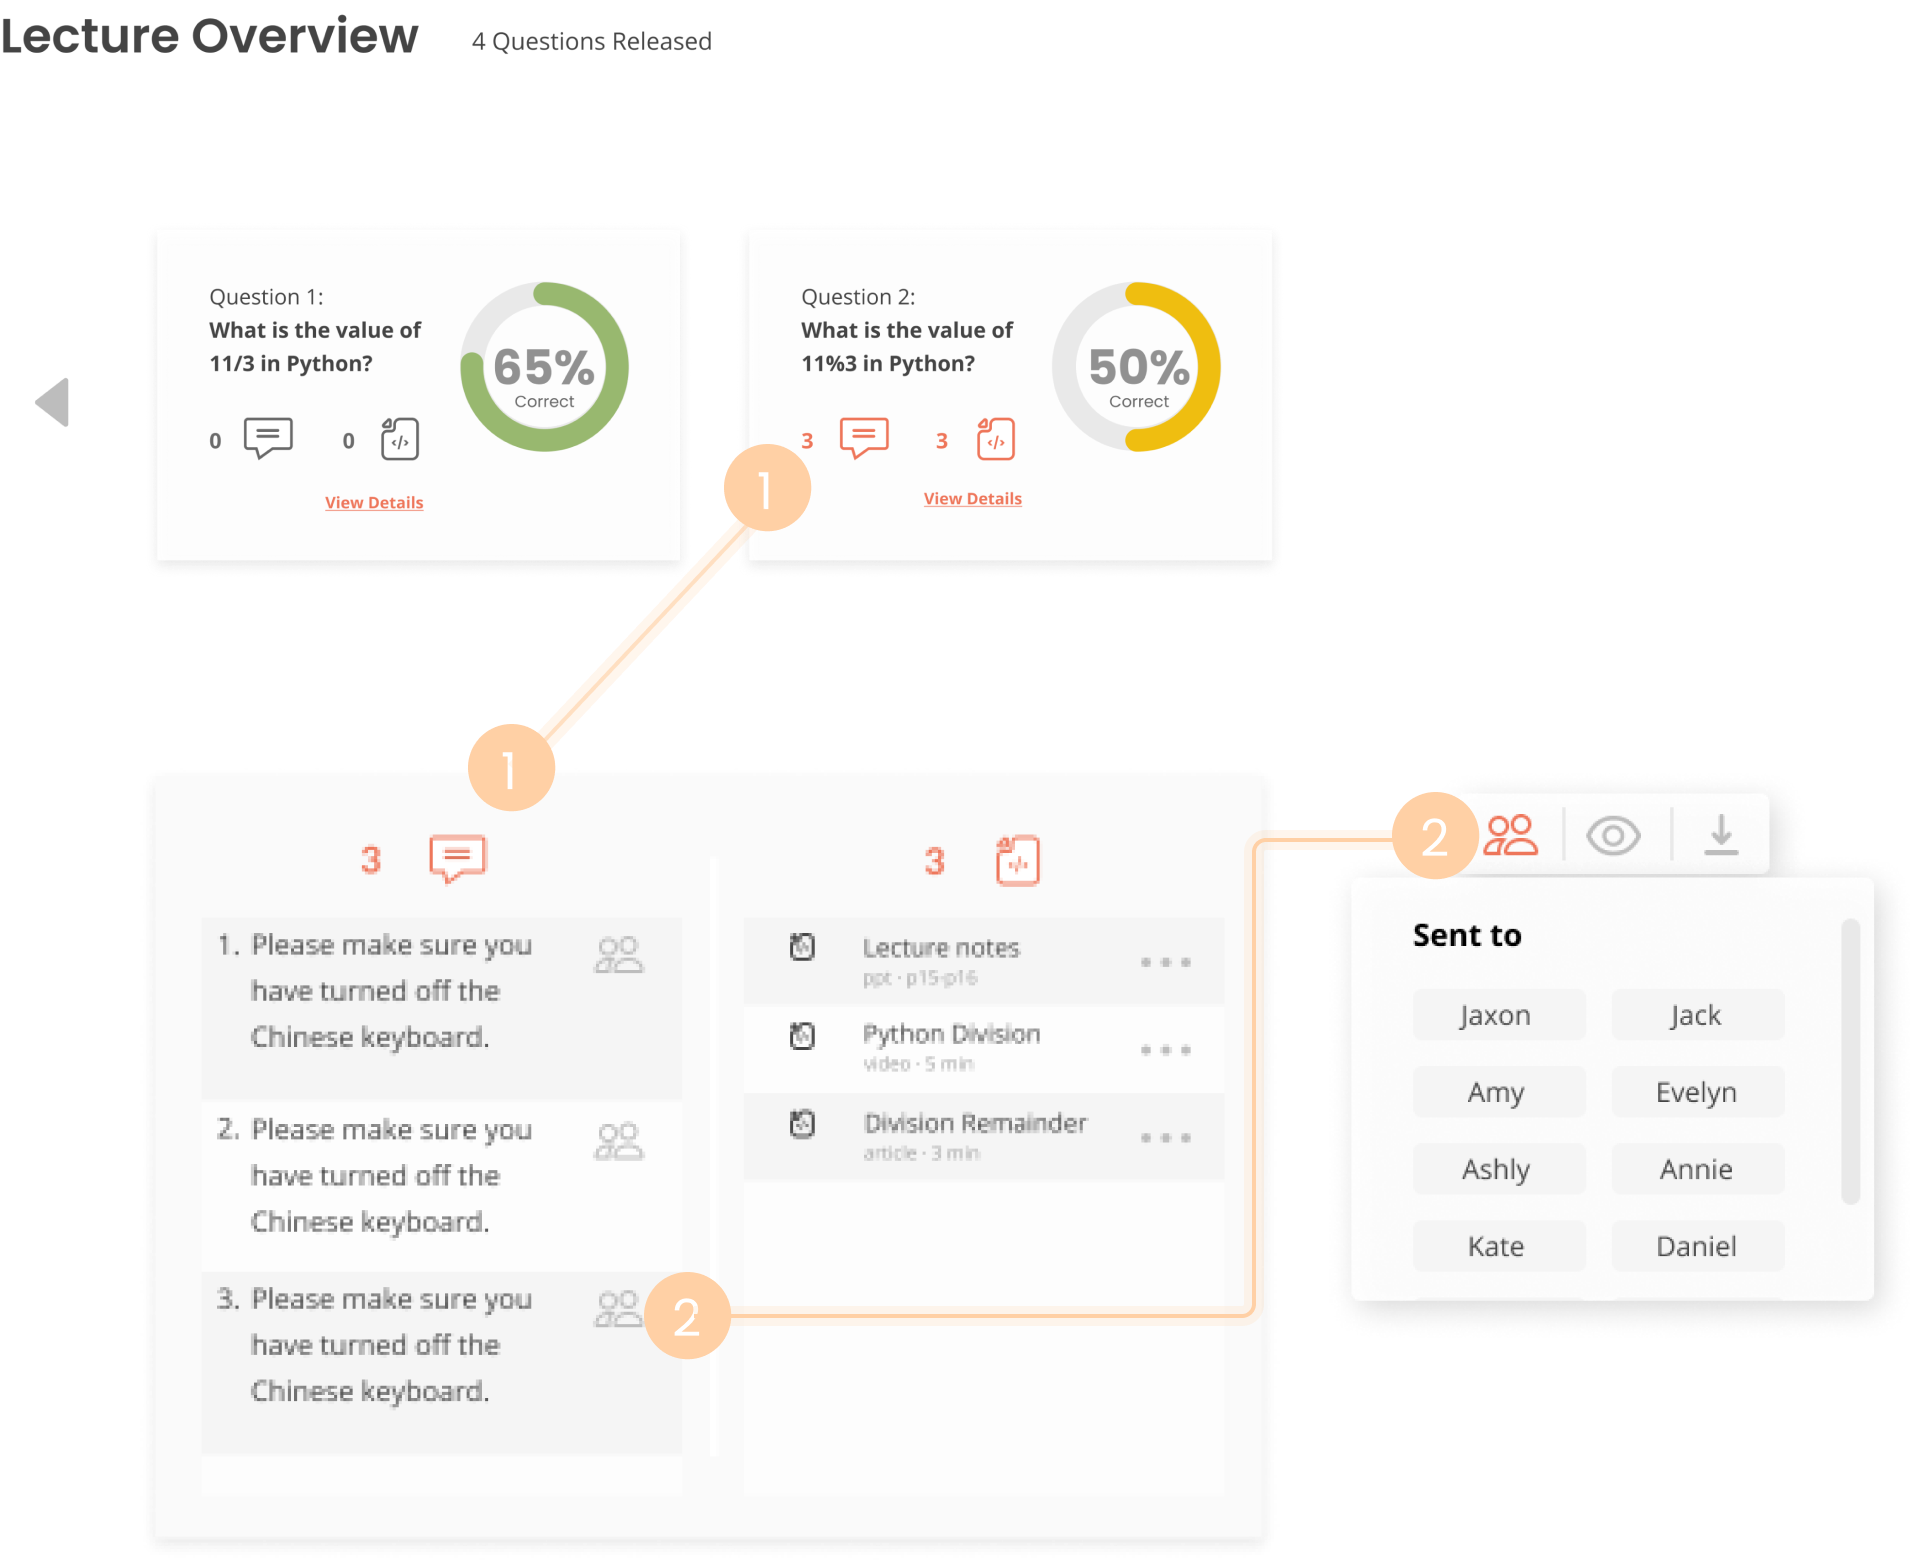 Lecture Overview 4 Questions Released
Question 1:
What is the value of
11/3 in Python?
65%
Correct
0 0
View Details
Question 2:
What is the value of
11%3 in Python?
50%
Correct
3 3
View Details
1
1
3
1. Please make sure you
have turned off the
Chinese keyboard.
2. Please make sure you
have turned off the
Chinese keyboard.
3. Please make sure you
have turned off the
Chinese keyboard.
2
3
Lecture notes
ppt · p15-p16
Python Division
video · 5 min
Division Remainder
article · 3 min
2
Sent to
Jaxon Jack
Amy Evelyn
Ashly Annie
Kate Daniel